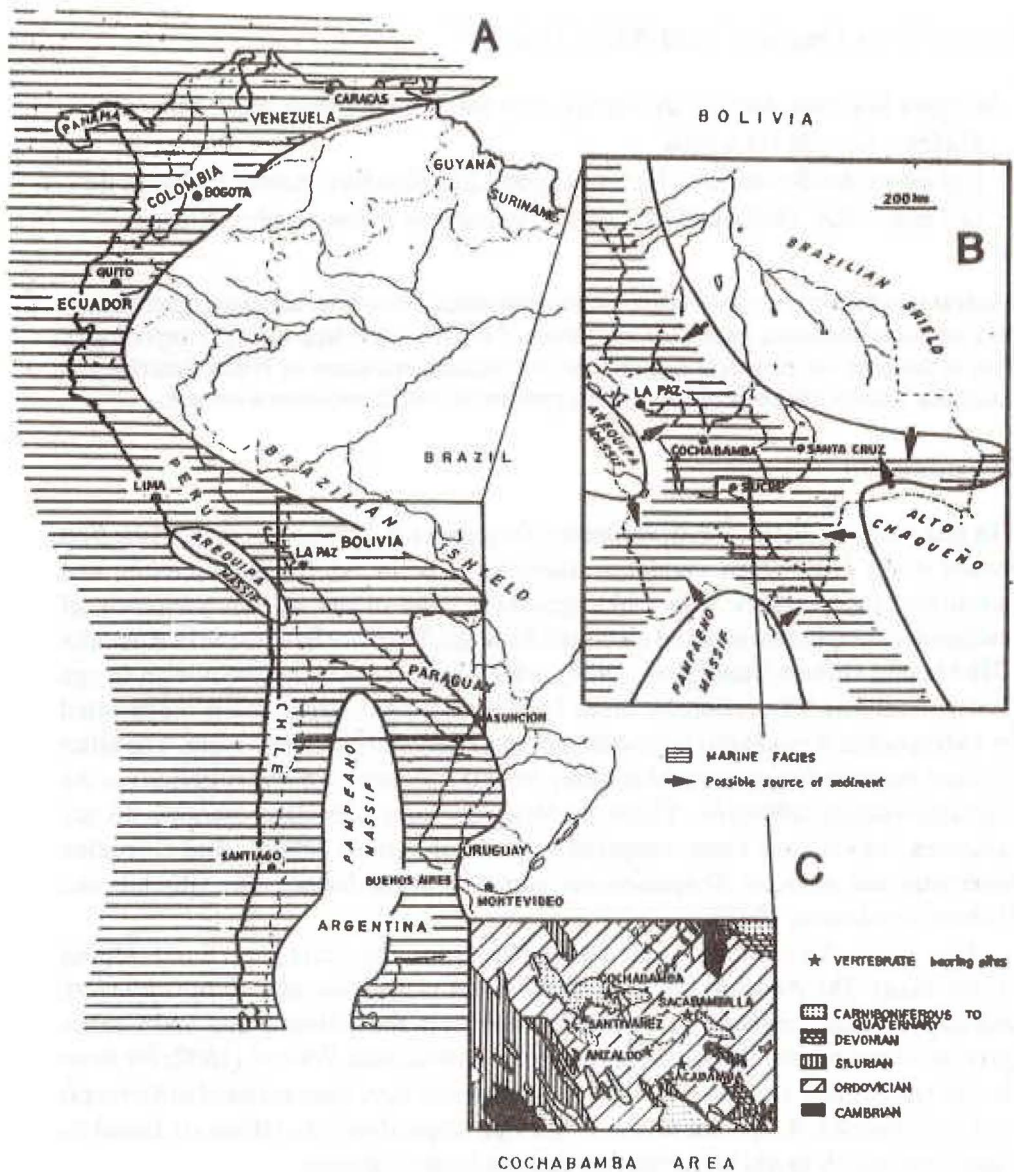 A
CARACAS
PANAMA
VENEZUELA
COLOMBIA
BOGOTA
GUYANA
SURINAM
QUITO
ECUADOR
PERU
LIMA
BRAZIL
BRAZILIAN SHIELD
AREQUIPA MASSIF
LA PAZ
BOLIVIA
PARAGUAY
ASUNCION
CHILE
PAMPEAN MASSIF
SANTIAGO
URUGUAY
BUENOS AIRES
MONTEVIDEO
ARGENTINA
BOLIVIA
200 km
B
BRAZILIAN SHIELD
LA PAZ
AREQUIPA MASSIF
COCHABAMBA
SANTA CRUZ
SUCRE
ALTO CHAQUEÑO
PAMPEANO MASSIF
MARINE FACIES
Possible source of sediment
C
VERTEBRATE bearing sites
COCHABAMBA
SACABAMBILLA
SANTIVAÑEZ
ANZALDO
SACABAMBA
CARNIBONIFEROUS TO
QUATERNARY
DEVONIAN
SILURIAN
ORDOVICIAN
CAMBRIAN
COCHABAMBA AREA